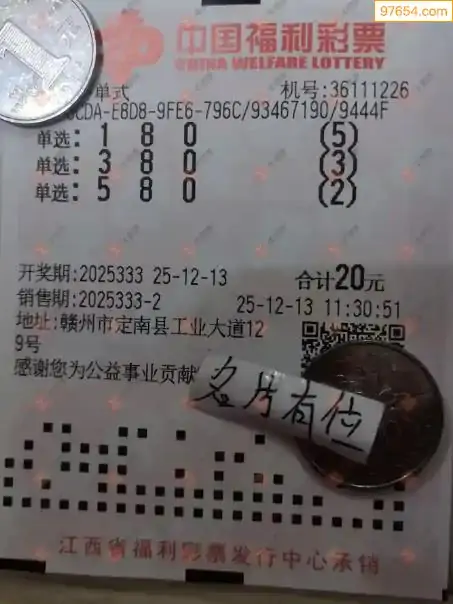 97654.com
1
中国福利彩票
CHINA WELFARE LOTTERY
单式 机号:36111226
CDA-E8D8-9FE6-796C/93467190/9444F
单选: 1 8 0 (5)
单选: 3 8 0 (3)
单选: 5 8 0 (2)
开奖期:2025333 25-12-13 合计20元
销售期:2025333-2 25-12-13 11:30:51
地址:赣州市定南县工业大道12
9号
感谢您为公益事业贡献
名片有位
江西省福利彩票发行中心承销